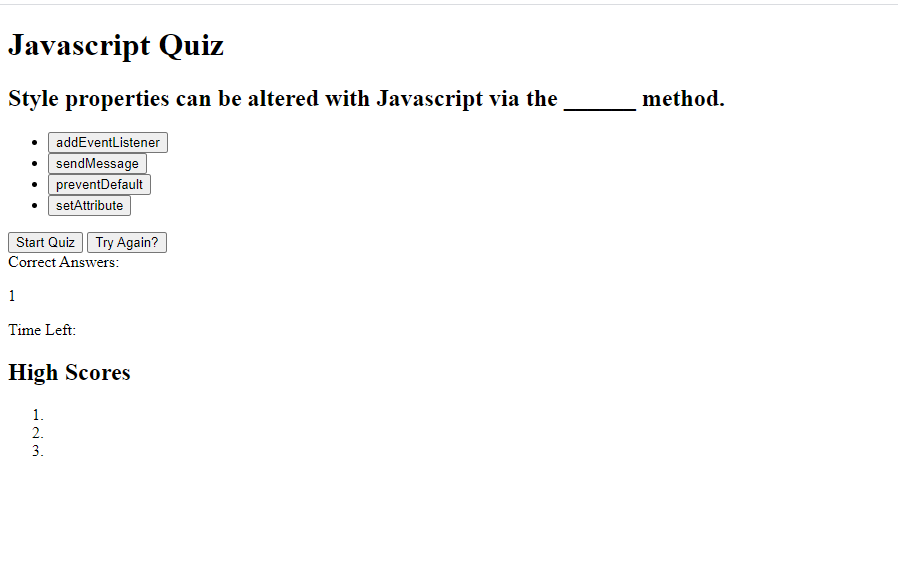 Javascript Quiz
Style properties can be altered with Javascript via the ______ method.
• addEventListener
• sendMessage
• preventDefault
• setAttribute
Start Quiz Try Again?
Correct Answers:
1
Time Left:
High Scores
1.
2.
3.